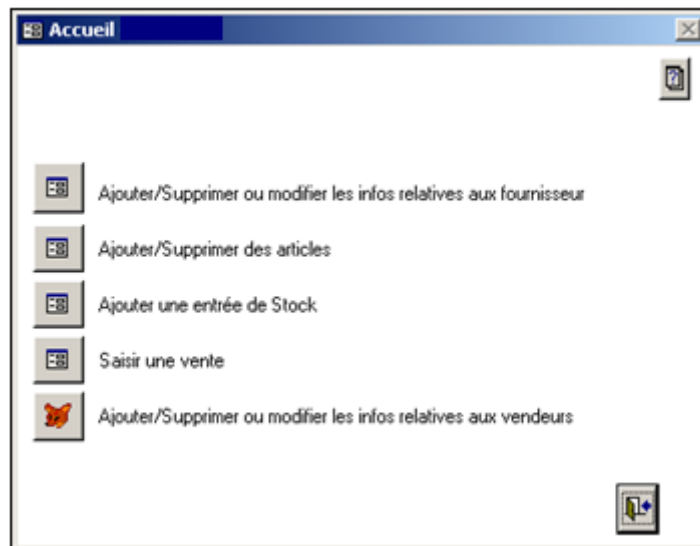 Accueil
Ajouter/Supprimer ou modifier les infos relatives aux fournisseur
Ajouter/Supprimer des articles
Ajouter une entrée de Stock
Saisir une vente
Ajouter/Supprimer ou modifier les infos relatives aux vendeurs